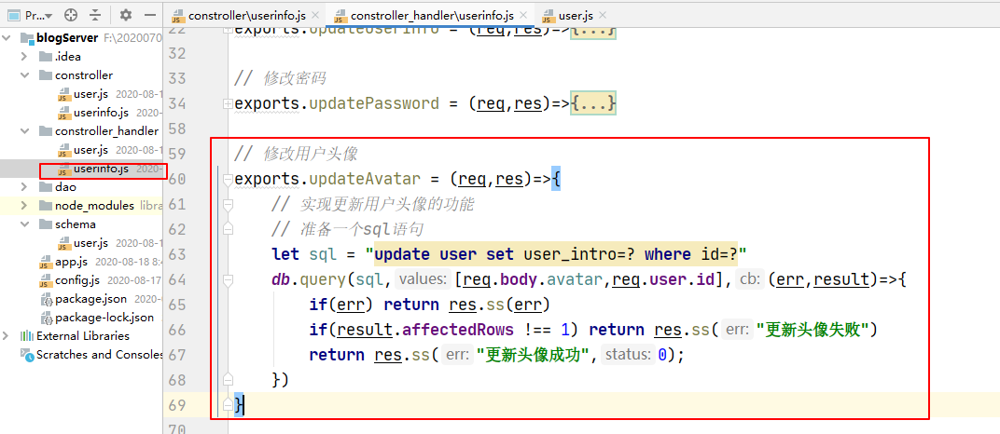 Pr...
constroller\userinfo.js
constroller_handler\userinfo.js
user.js
blogServer F:\2020070
.idea
constroller
user.js 2020-08-1
userinfo.js 2020-
constroller_handler
user.js 2020-08-1
userinfo.js 2020-
dao
node_modules libra
schema
user.js 2020-08-1
app.js 2020-08-18 8:4
config.js 2020-08-17
package.json 2020-0
package-lock.json
External Libraries
Scratches and Consoles
22 exports.updateUserInfo = (req,res)=>{...}
32
33 // 修改密码
34 exports.updatePassword = (req,res)=>{...}
58
59 // 修改用户头像
60 exports.updateAvatar = (req,res)=>{
61 // 实现更新用户头像的功能
62 // 准备一个sql语句
63 let sql = "update user set user_intro=? where id=?"
64 db.query(sql, values: [req.body.avatar,req.user.id], cb: (err,result)=>{
65 if(err) return res.ss(err)
66 if(result.affectedRows !== 1) return res.ss( err: "更新头像失败")
67 return res.ss( err: "更新头像成功", status: 0);
68 })
69 }
70